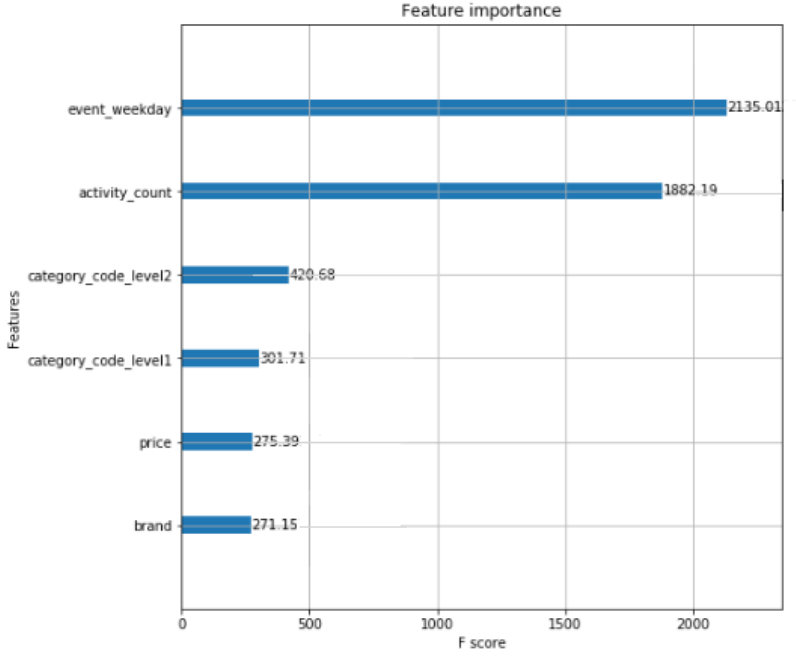 Feature importance
event_weekday
2135.01
activity_count
1882.19
category_code_level2
420.68
category_code_level1
301.71
price
275.39
brand
271.15
Features
0 500 1000 1500 2000
F score